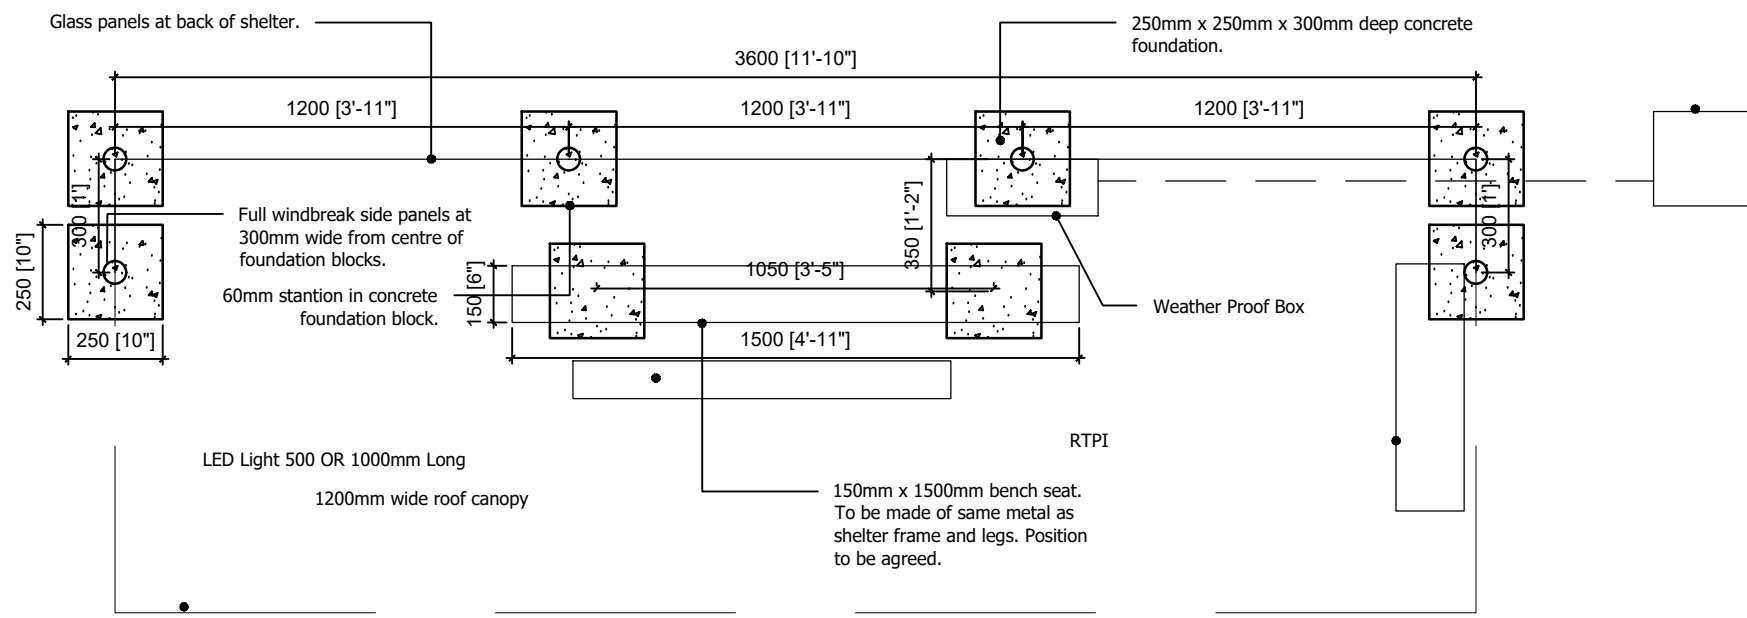 Glass panels at back of shelter.
250mm x 250mm x 300mm deep concrete
foundation.
3600 [11'-10"]
1200 [3'-11"]
1200 [3'-11"]
1200 [3'-11"]
300 [1']
350 [1'-2"]
300 [1']
Full windbreak side panels at
300mm wide from centre of
foundation blocks.
250 [10"]
150 [6"]
1050 [3'-5"]
60mm stantion in concrete
foundation block.
Weather Proof Box
250 [10"]
1500 [4'-11"]
RTPI
LED Light 500 OR 1000mm Long
1200mm wide roof canopy
150mm x 1500mm bench seat.
To be made of same metal as
shelter frame and legs. Position
to be agreed.